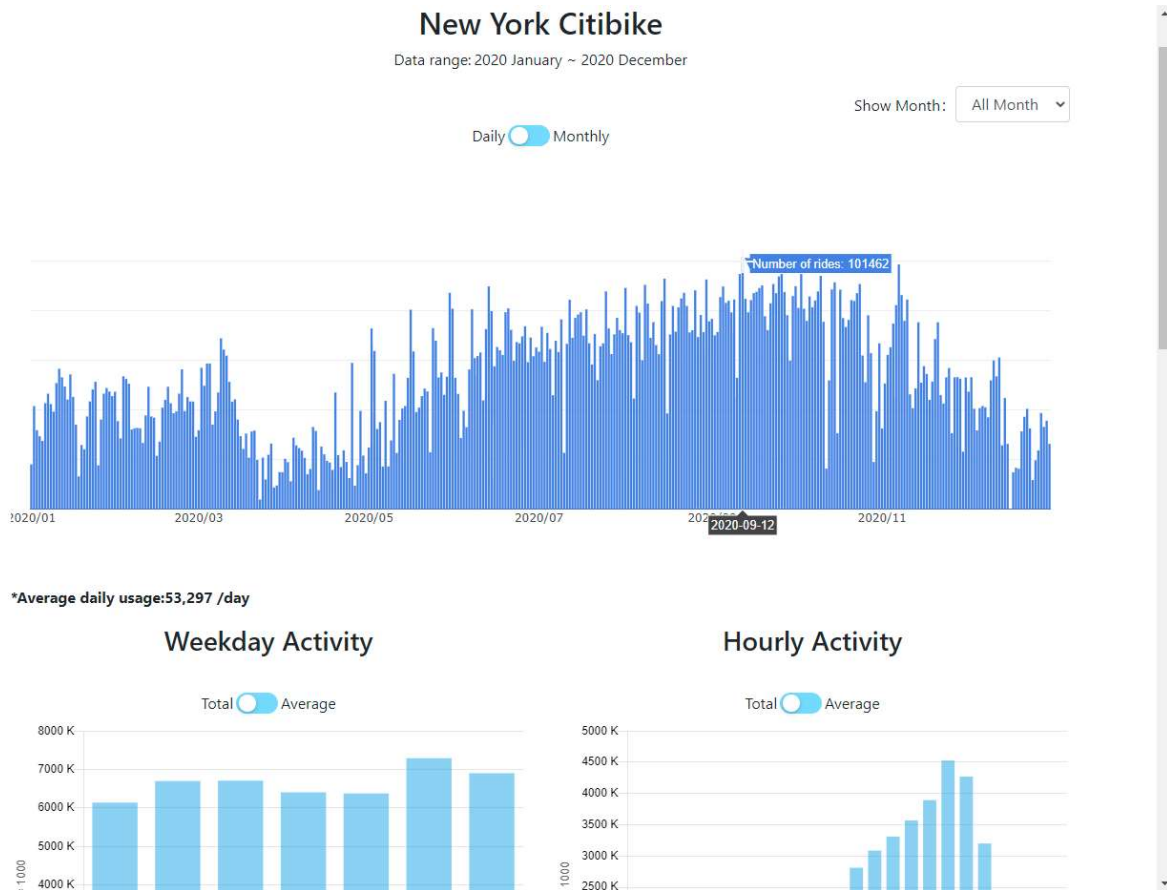 New York Citibike
Data range: 2020 January ~ 2020 December
Show Month: All Month
Daily Monthly
Number of rides: 101462
2020/01 2020/03 2020/05 2020/07 2020/11
2020-09-12
*Average daily usage:53,297 /day
Weekday Activity
Total Average
8000 K
7000 K
6000 K
5000 K
4000 K
1000
Hourly Activity
Total Average
5000 K
4500 K
4000 K
3500 K
3000 K
2500 K
1000